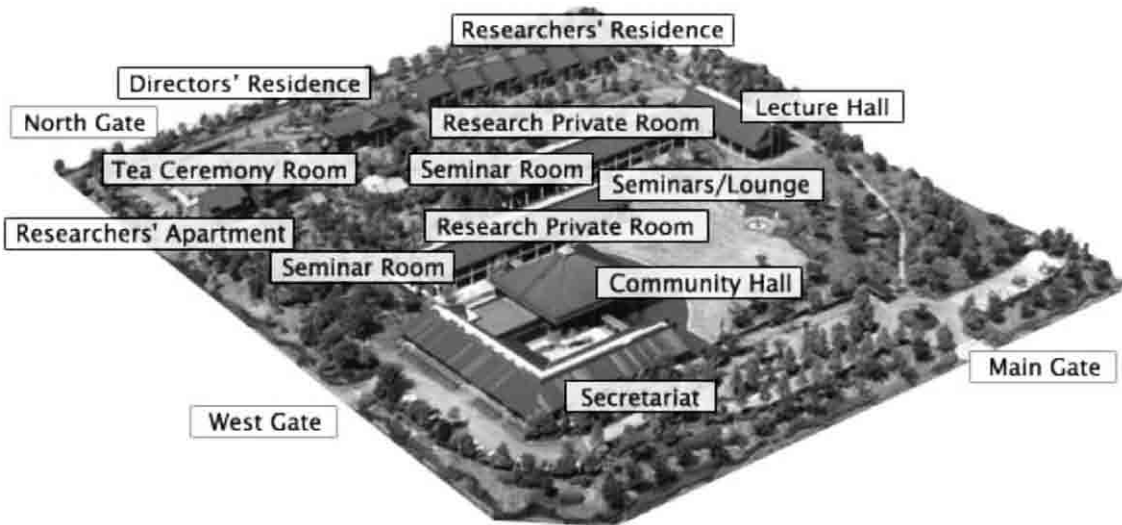 Researchers' Residence
Directors' Residence
Lecture Hall
North Gate
Research Private Room
Tea Ceremony Room
Seminar Room
Seminars/Lounge
Researchers' Apartment
Research Private Room
Seminar Room
Community Hall
Main Gate
Secretariat
West Gate